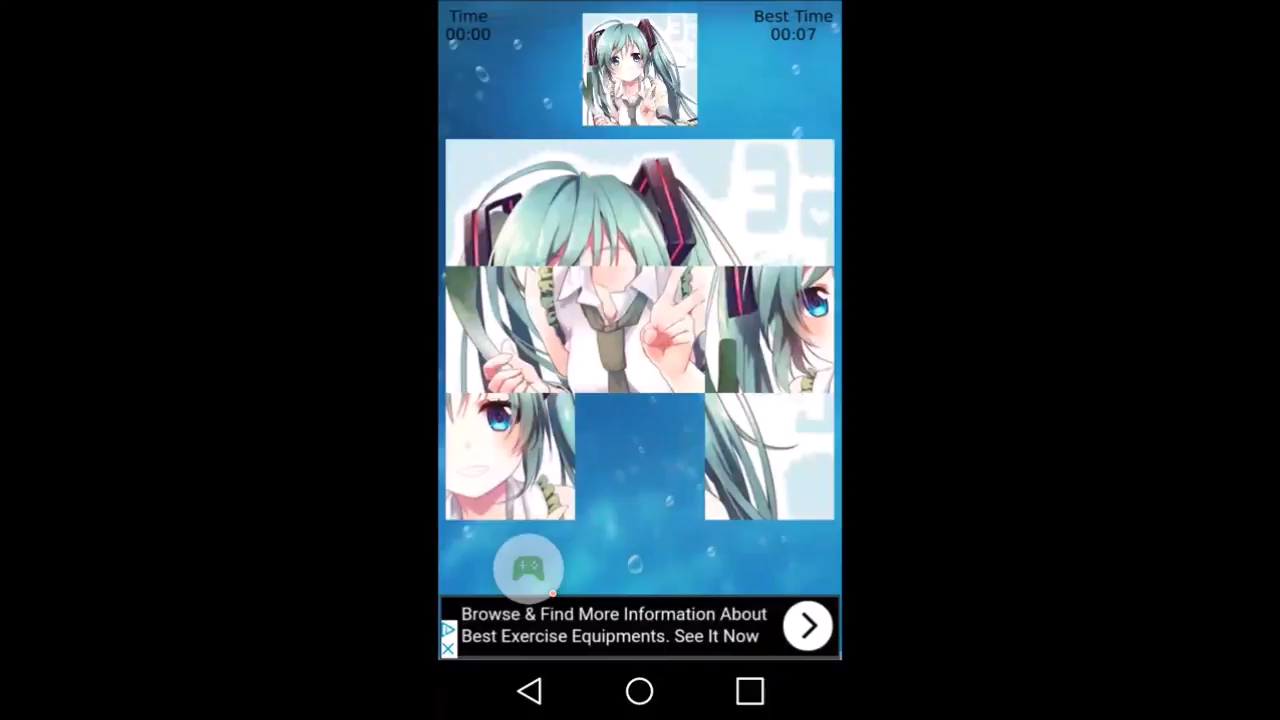 Time
00:00
Best Time
00:07
Browse & Find More Information About
Best Exercise Equipments. See It Now